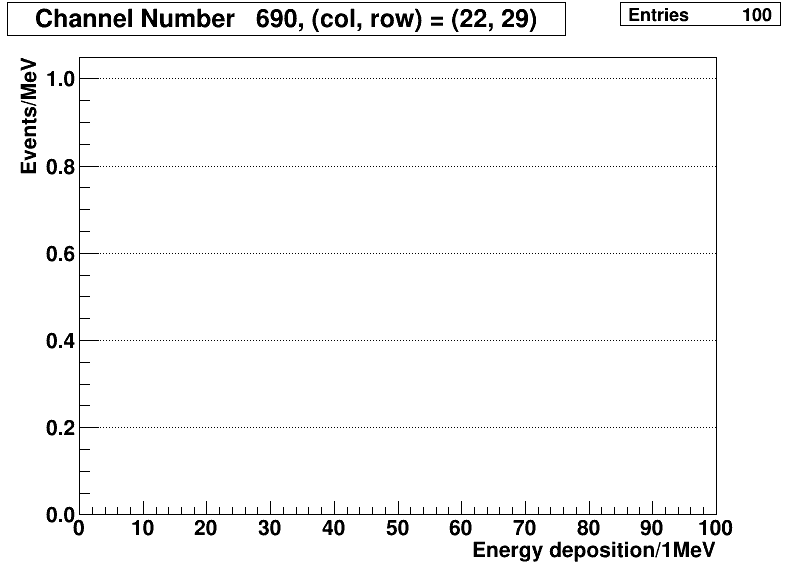 Channel Number 690, (col, row) = (22, 29)
Entries 100
Events/MeV
1.0
0.8
0.6
0.4
0.2
0.0
0 10 20 30 40 50 60 70 80 90 100
Energy deposition/1MeV